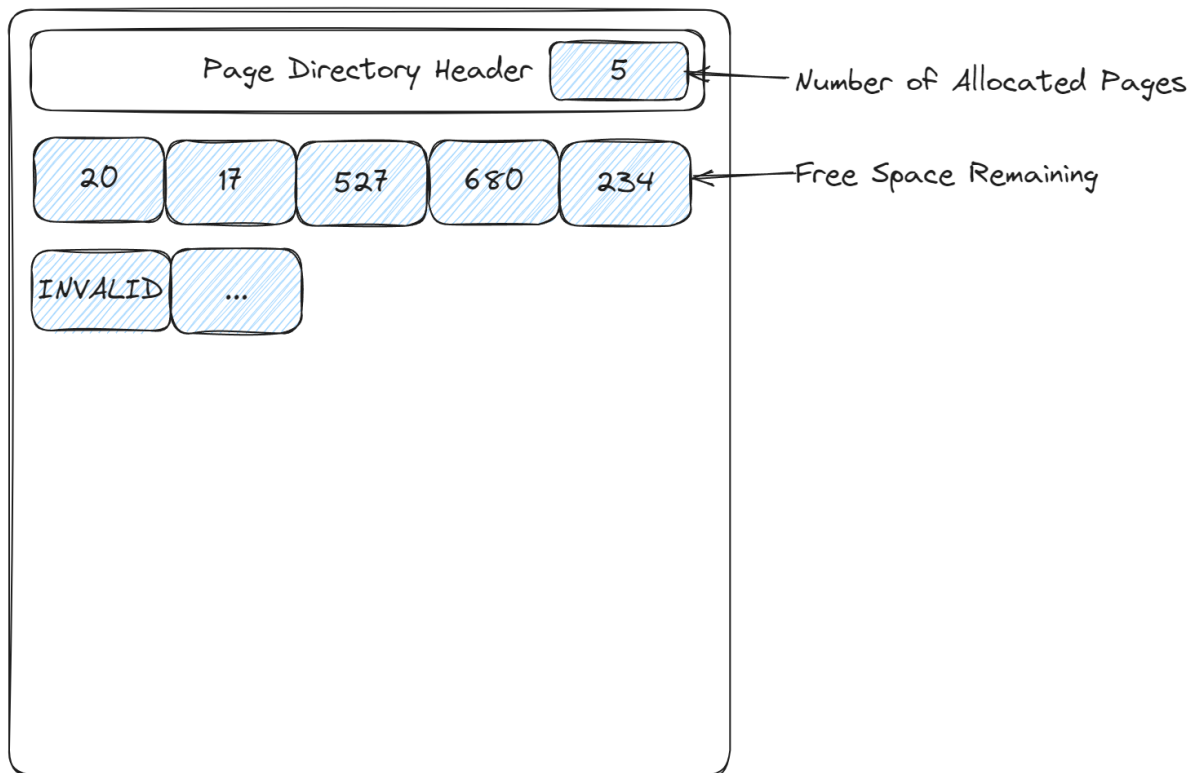 Page Directory Header 5
Number of Allocated Pages
20 17 527 680 234
Free Space Remaining
INVALID ...